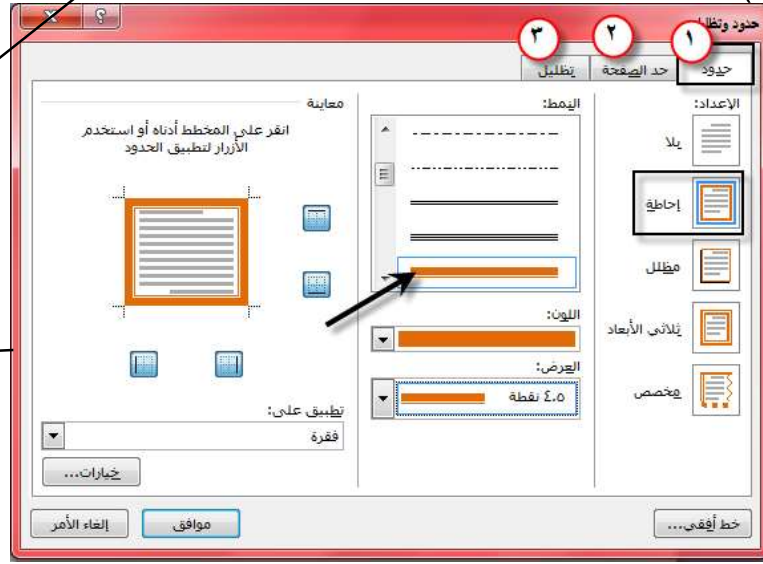 حدود وتظليل
١
٢
٣
حدود
حد الصفحة
تظليل
الإعداد:
بلا
إحاطة
مظلل
ثلاثي الأبعاد
مخصص
النمط:
اللون:
العرض:
٤.٥ نقطة
معاينة
انقر على المخطط أدناه أو استخدم
الأزرار لتطبيق الحدود
تطبيق على:
فقرة
خيارات...
خط أفقي...
موافق
إلغاء الأمر